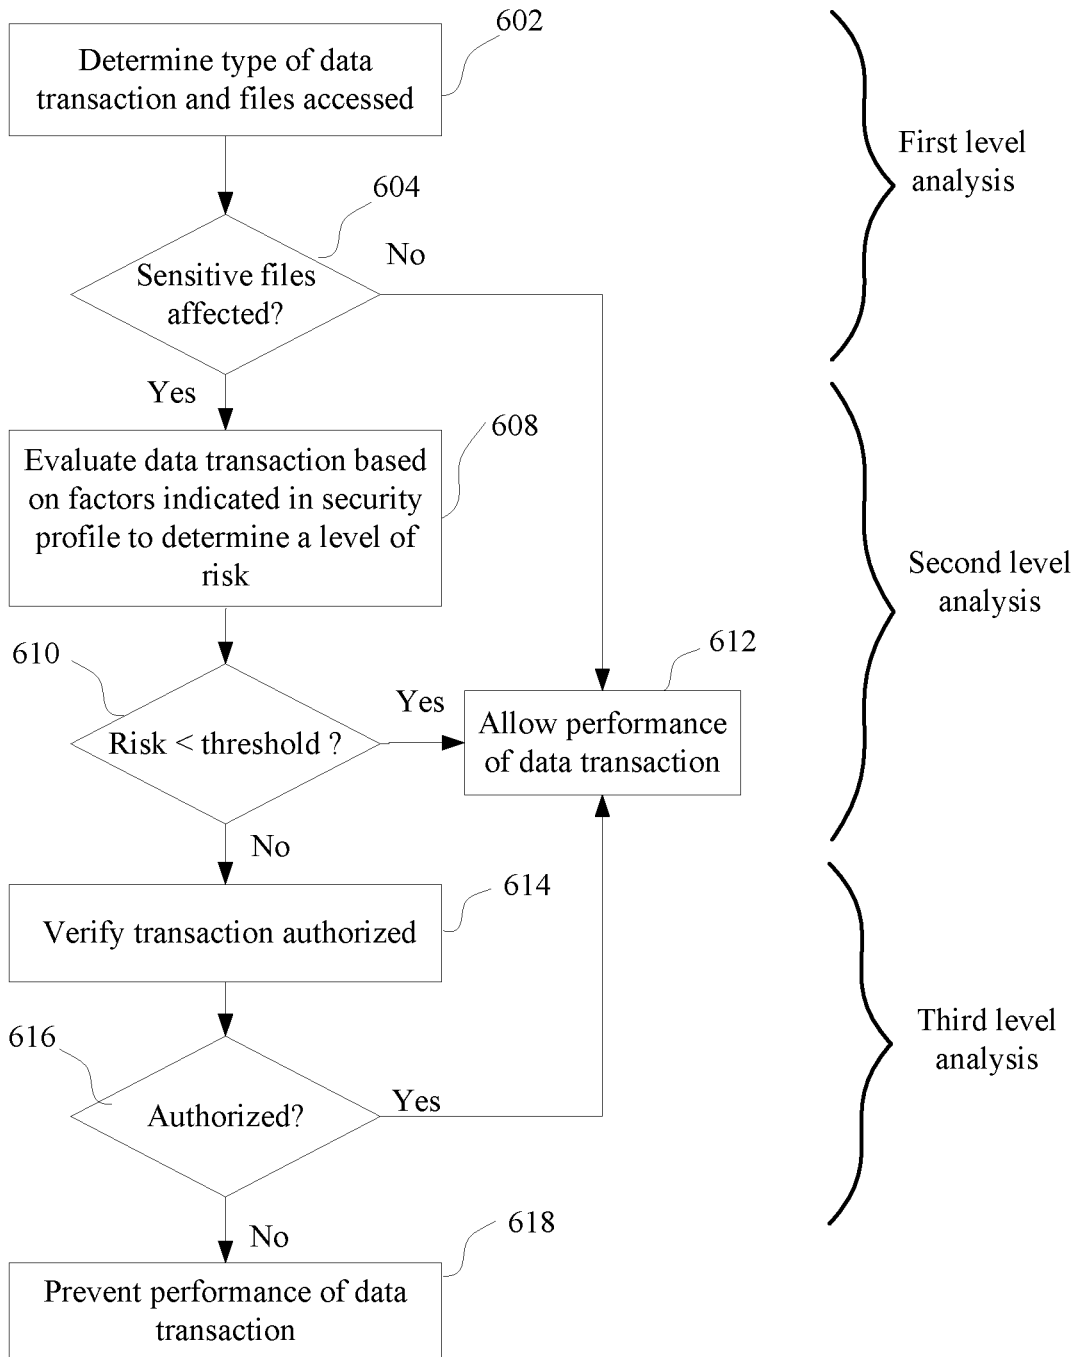 602
Determine type of data
transaction and files accessed
First level
analysis
604
No
Sensitive files
affected?
Yes
608
Evaluate data transaction based
on factors indicated in security
profile to determine a level of
risk
Second level
analysis
610
612
Yes
Risk < threshold ?
Allow performance
of data transaction
No
614
Verify transaction authorized
Third level
analysis
616
Yes
Authorized?
618
No
Prevent performance of data
transaction